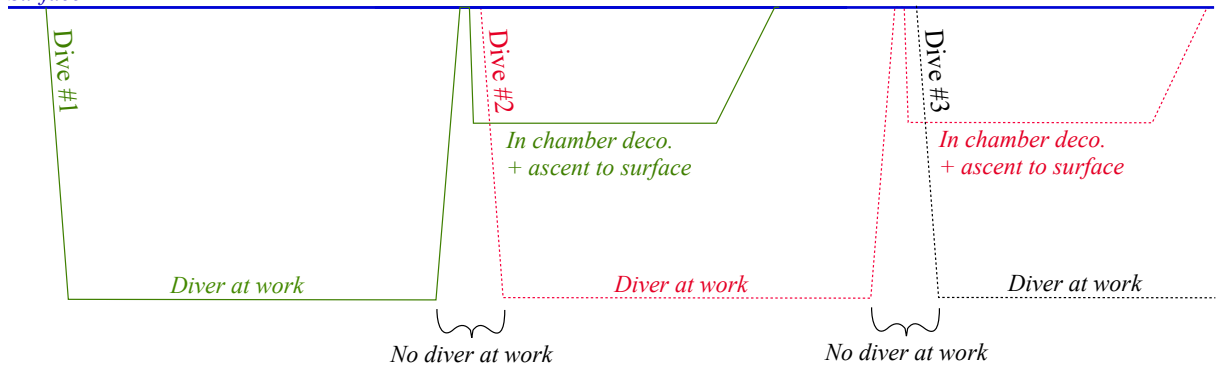 Dive #1
Dive #2
Dive #3
In chamber deco.
+ ascent to surface
In chamber deco.
+ ascent to surface
Diver at work
Diver at work
Diver at work
No diver at work
No diver at work